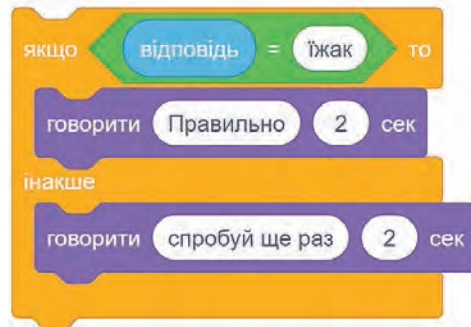 якщо відповідь = їжак то
говорити Правильно 2 сек
інакше
говорити спробуй ще раз 2 сек